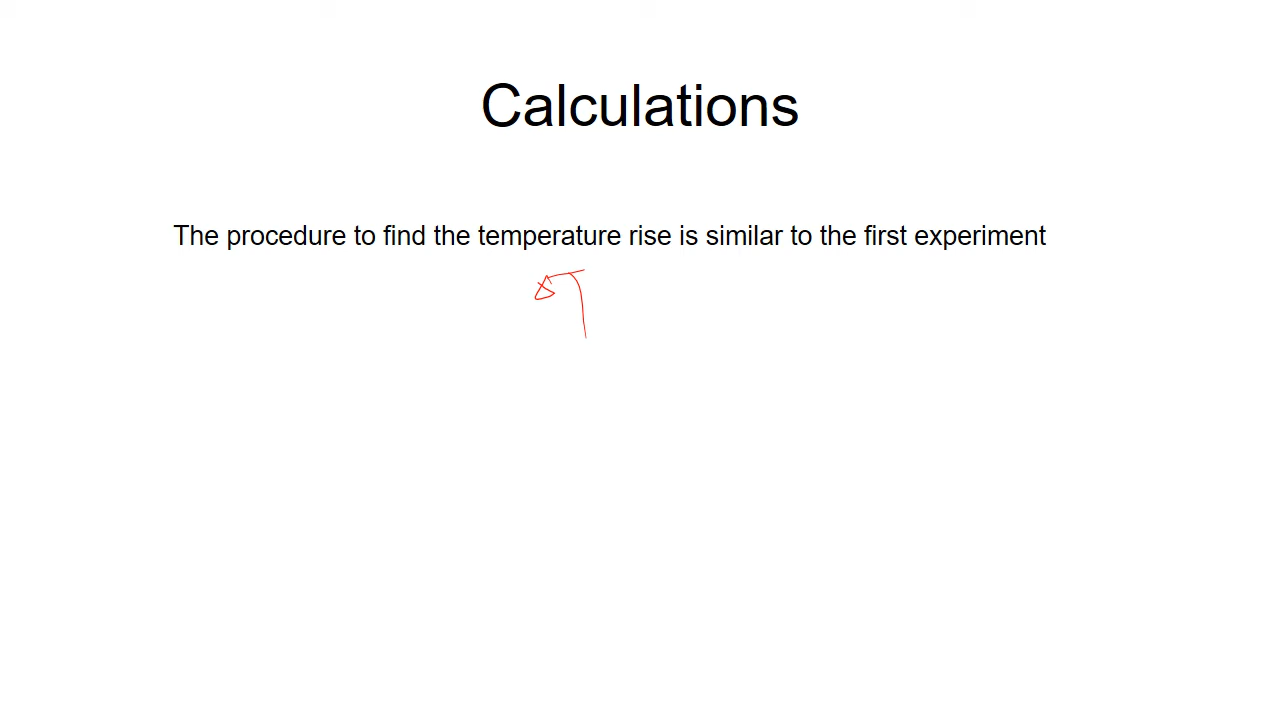 Calculations
The procedure to find the temperature rise is similar to the first experiment
ΔT